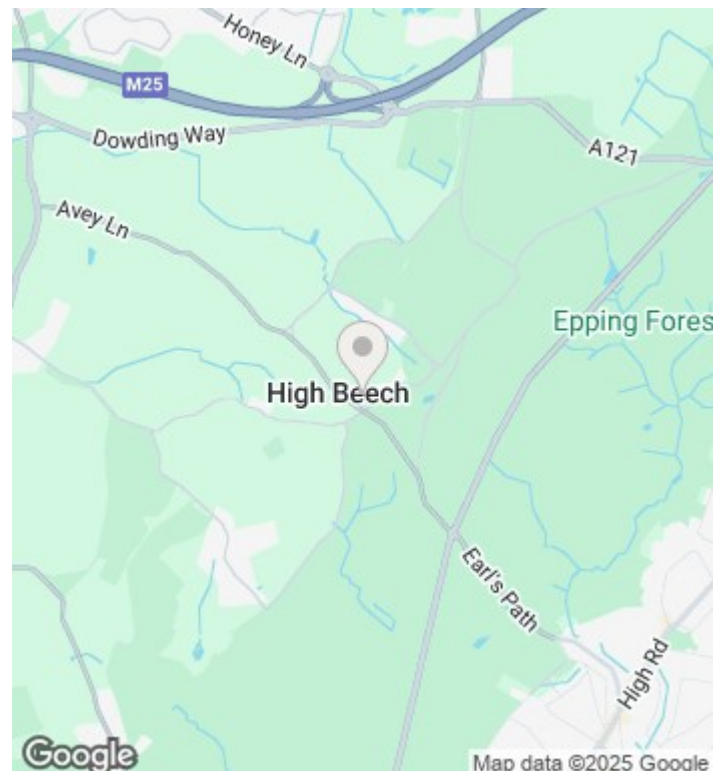 Honey Ln
M25
Dowding Way
A121
Avey Ln
Epping Fores
High Beech
Earl's Path
High Rd
Google
Map data ©2025 Google